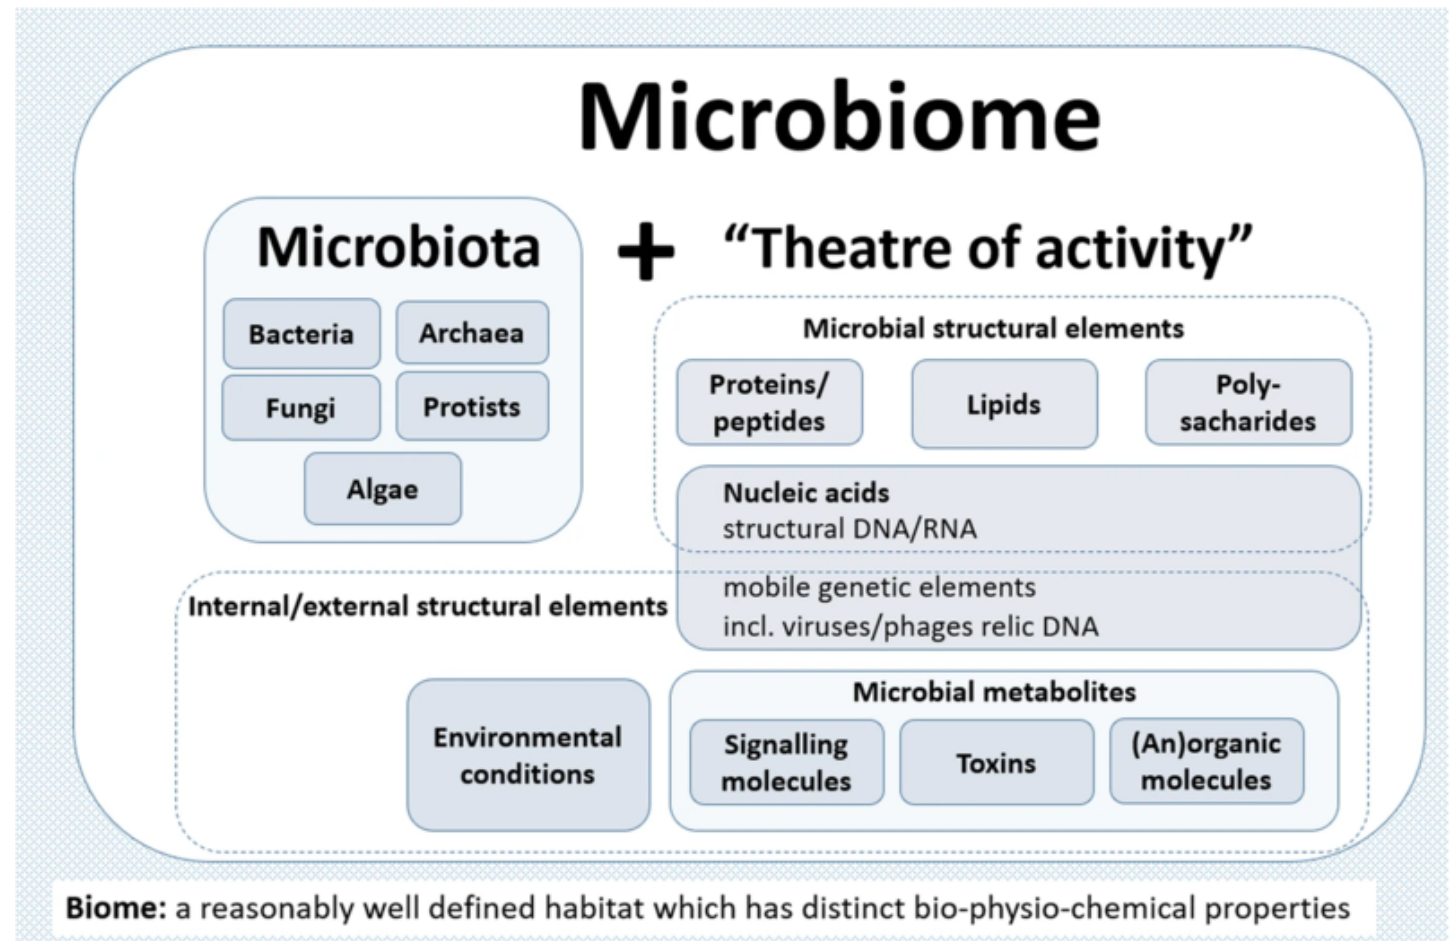 Microbiome
Microbiota
+
“Theatre of activity”
Bacteria
Archaea
Fungi
Protists
Algae
Microbial structural elements
Proteins/
peptides
Lipids
Poly-
sacharides
Nucleic acids
structural DNA/RNA
mobile genetic elements
incl. viruses/phages relic DNA
Internal/external structural elements
Environmental
conditions
Microbial metabolites
Signalling
molecules
Toxins
(An)organic
molecules
Biome: a reasonably well defined habitat which has distinct bio-physio-chemical properties